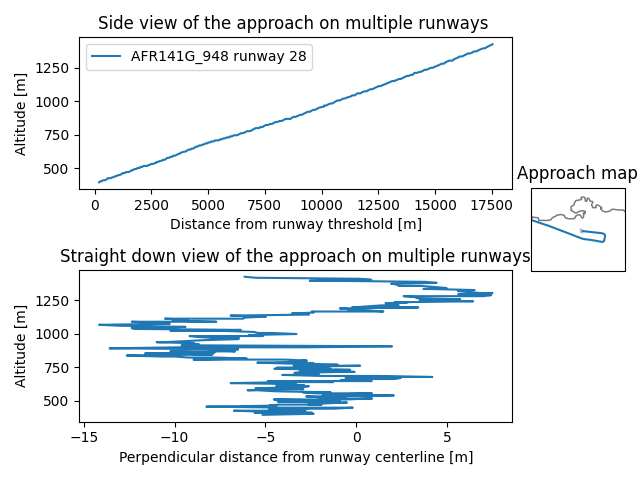 Side view of the approach on multiple runways
AFR141G_948 runway 28
Altitude [m]
1250
1000
750
500
0
2500
5000
7500
10000
12500
15000
17500
Distance from runway threshold [m]
Approach map
Straight down view of the approach on multiple runways
Altitude [m]
1250
1000
750
500
−15
−10
−5
0
5
Perpendicular distance from runway centerline [m]